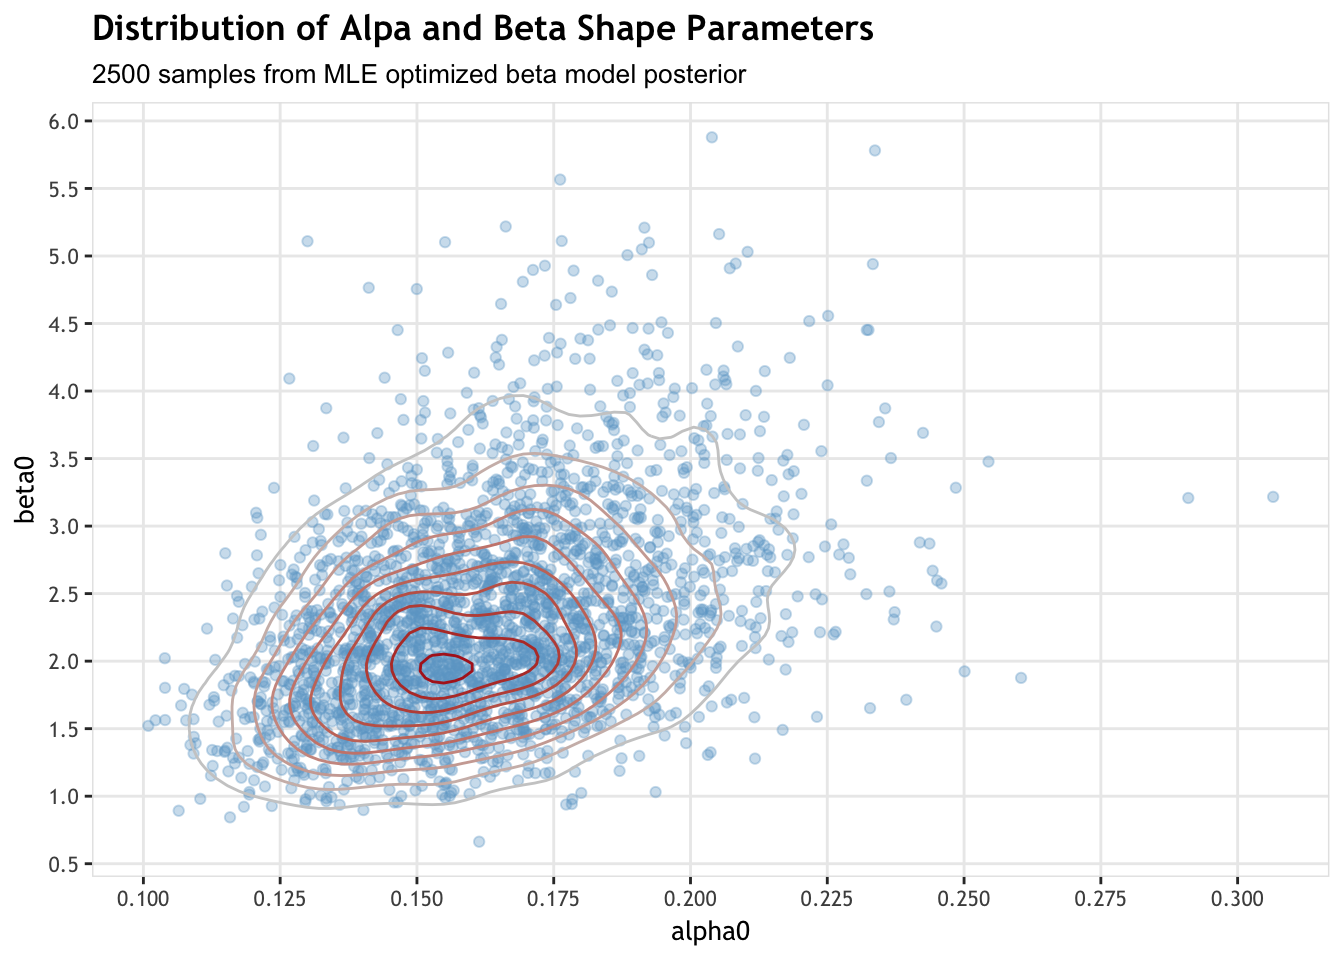 Distribution of Alpa and Beta Shape Parameters
2500 samples from MLE optimized beta model posterior
6.0
5.5
5.0
4.5
4.0
3.5
3.0
2.5
2.0
1.5
1.0
0.5
beta0
0.100 0.125 0.150 0.175 0.200 0.225 0.250 0.275 0.300
alpha0